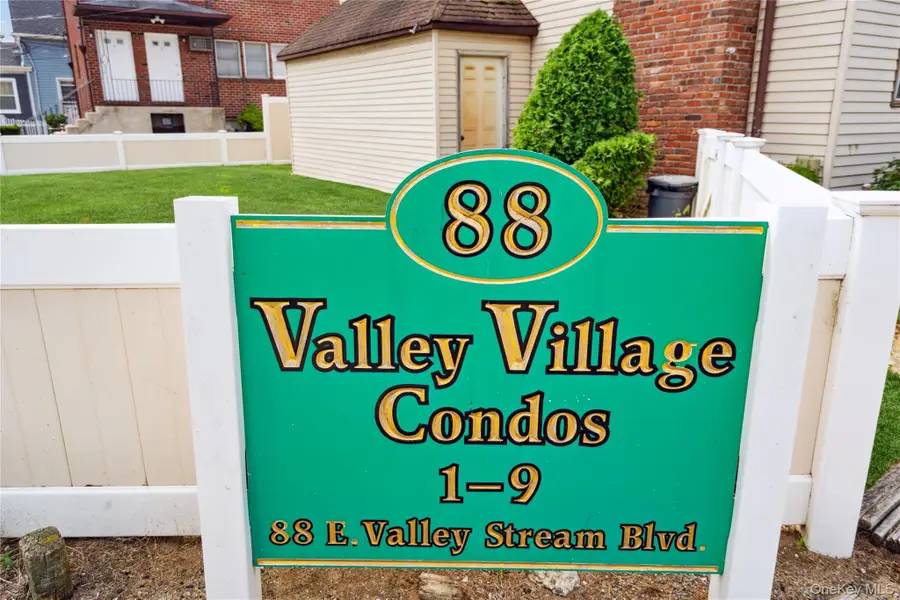 88
Valley Village
Condos
1–9
88 E. Valley Stream Blvd.
OneKey MLS